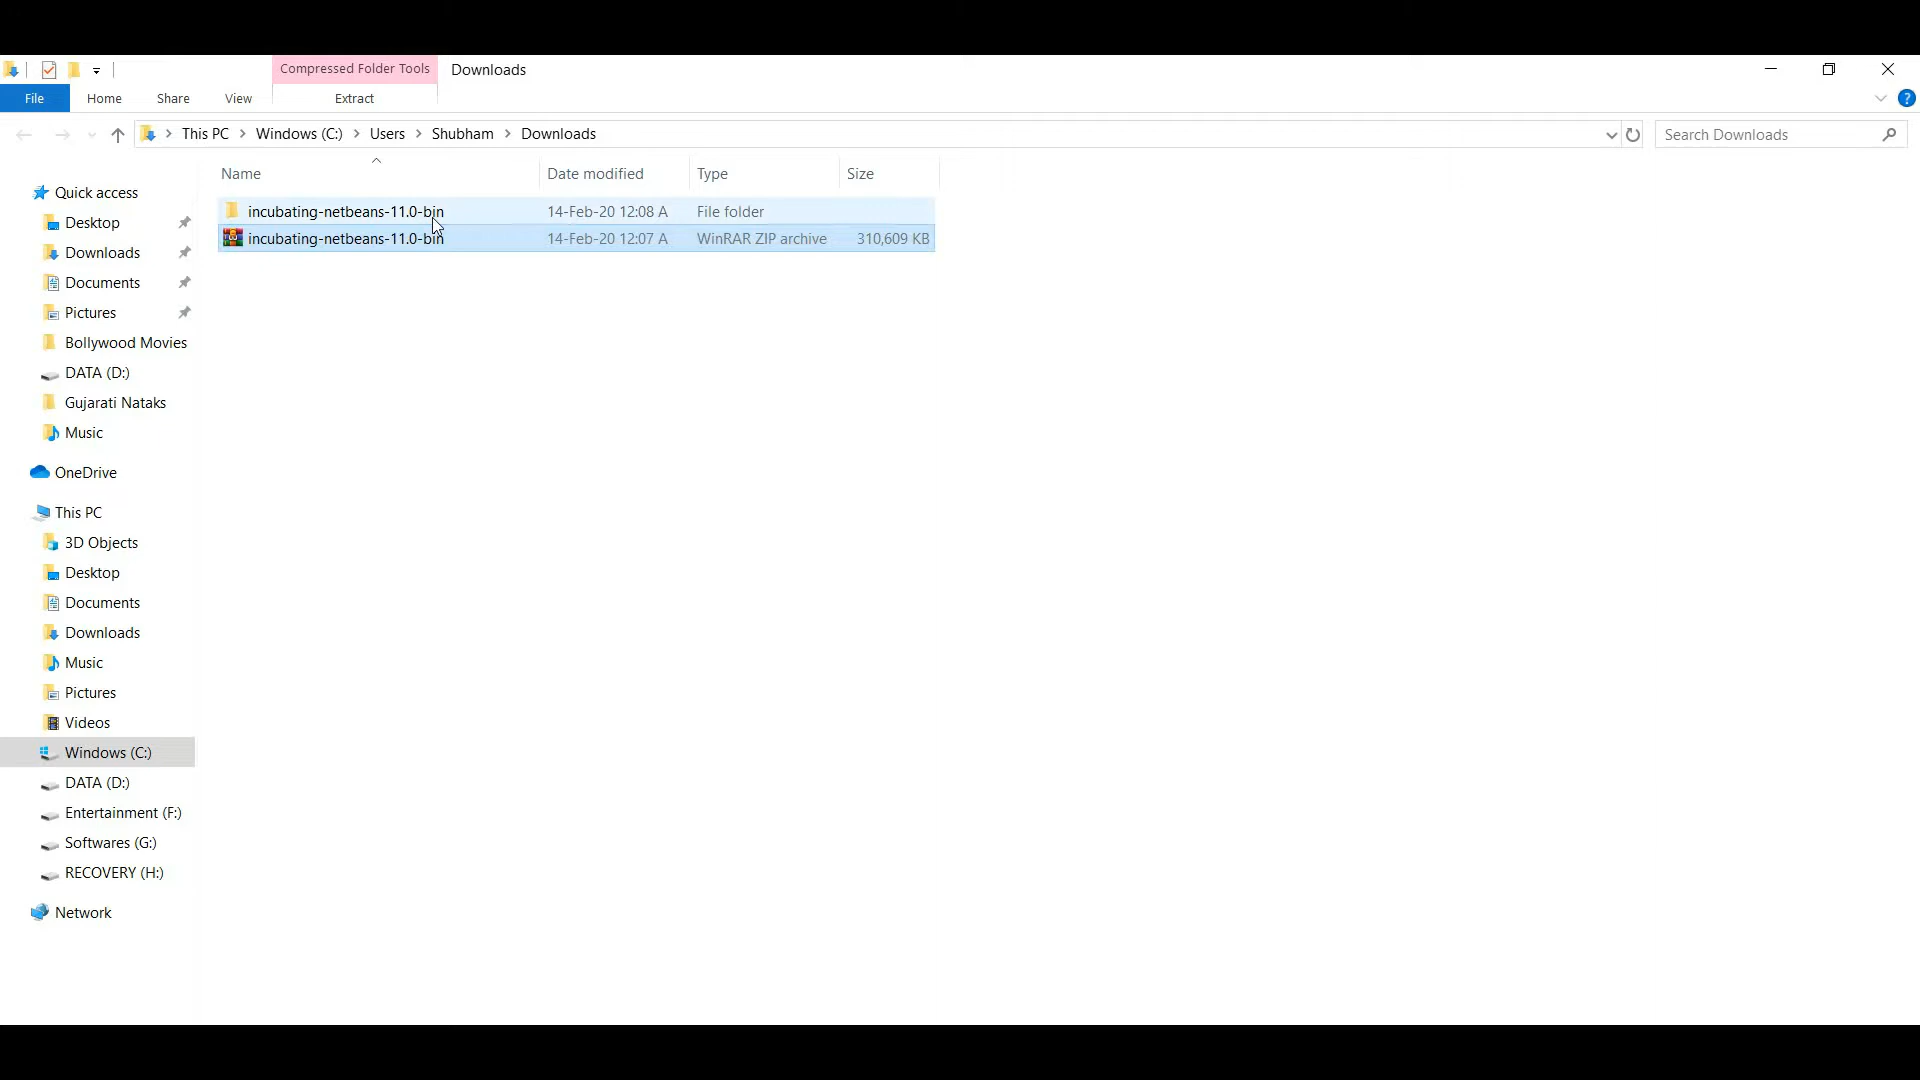 Compressed Folder Tools Downloads
File Home Share View Extract
This PC Windows (C:) Users Shubham Downloads Search Downloads
Name Date modified Type Size
incubating-netbeans-11.0-bin 14-Feb-20 12:08 A File folder
incubating-netbeans-11.0-bin 14-Feb-20 12:07 A WinRAR ZIP archive 310,609 KB
Quick access
Desktop
Downloads
Documents
Pictures
Bollywood Movies
DATA (D:)
Gujarati Nataks
Music
OneDrive
This PC
3D Objects
Desktop
Documents
Downloads
Music
Pictures
Videos
Windows (C:)
DATA (D:)
Entertainment (F:)
Softwares (G:)
RECOVERY (H:)
Network